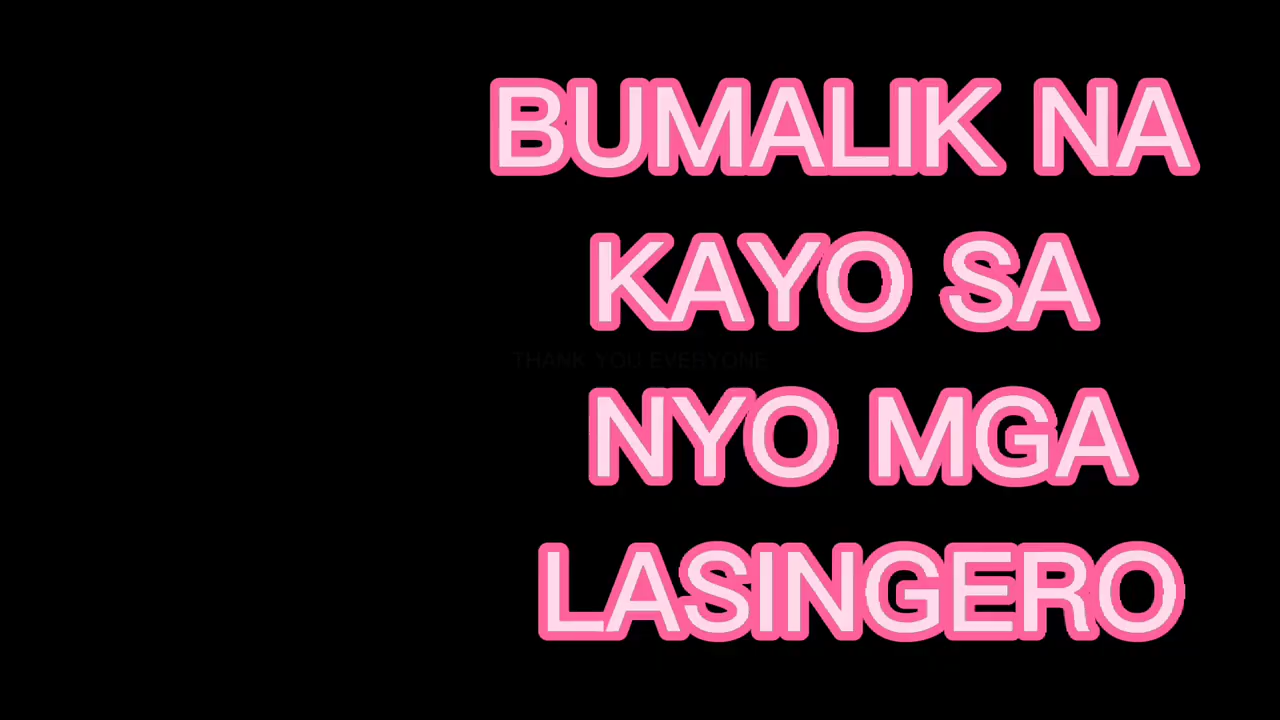 BUMALIK NA
KAYO SA
THANK YOU EVERYONE
NYO MGA
LASINGERO